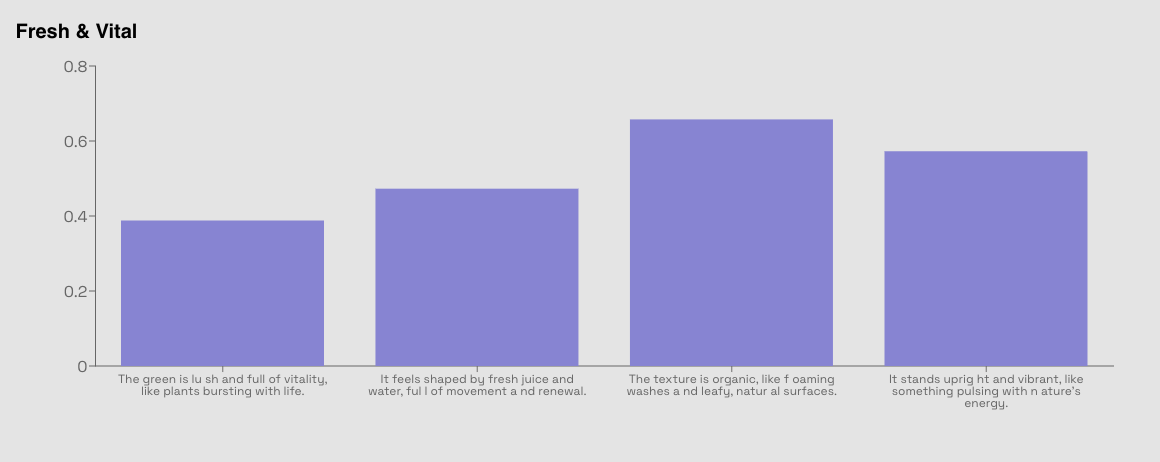 Fresh & Vital
0.8
0.6
0.4
0.2
0
The green is lu sh and full of vitality,
like plants bursting with life.
It feels shaped by fresh juice and
water, ful l of movement a nd renewal.
The texture is organic, like f oaming
washes a nd leafy, natur al surfaces.
It stands uprig ht and vibrant, like
something pulsing with n ature's
energy.